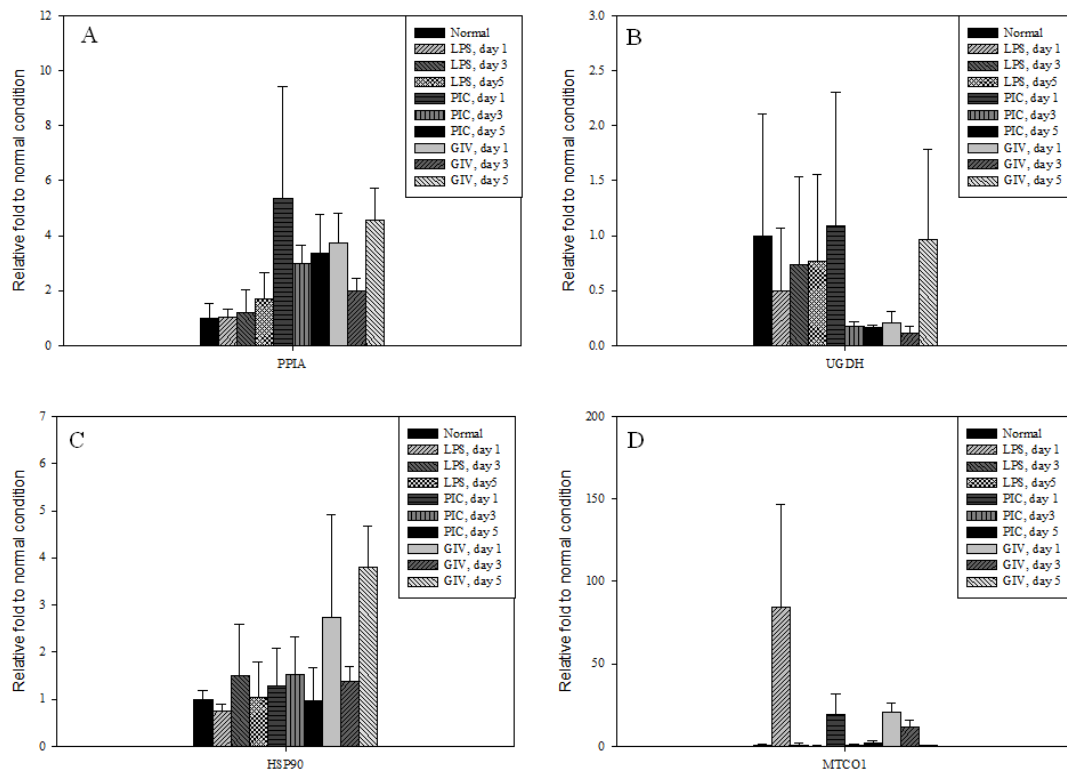 A
12
10
8
6
4
2
0
Relative fold to normal condition
PPIA
Normal
LPS, day 1
LPS, day 3
LPS, day5
PIC, day 1
PIC, day3
PIC, day 5
GIV, day 1
GIV, day 3
GIV, day 5
B
3.0
2.5
2.0
1.5
1.0
0.5
0.0
Relative fold to normal condition
UGDH
Normal
LPS, day 1
LPS, day 3
LPS, day5
PIC, day 1
PIC, day3
PIC, day 5
GIV, day 1
GIV, day 3
GIV, day 5
C
7
6
5
4
3
2
1
0
Relative fold to normal condition
HSP90
Normal
LPS, day 1
LPS, day 3
LPS, day5
PIC, day 1
PIC, day3
PIC, day 5
GIV, day 1
GIV, day 3
GIV, day 5
D
200
150
100
50
0
Relative fold to normal condition
MTCO1
Normal
LPS, day 1
LPS, day 3
LPS, day5
PIC, day 1
PIC, day3
PIC, day 5
GIV, day 1
GIV, day 3
GIV, day 5